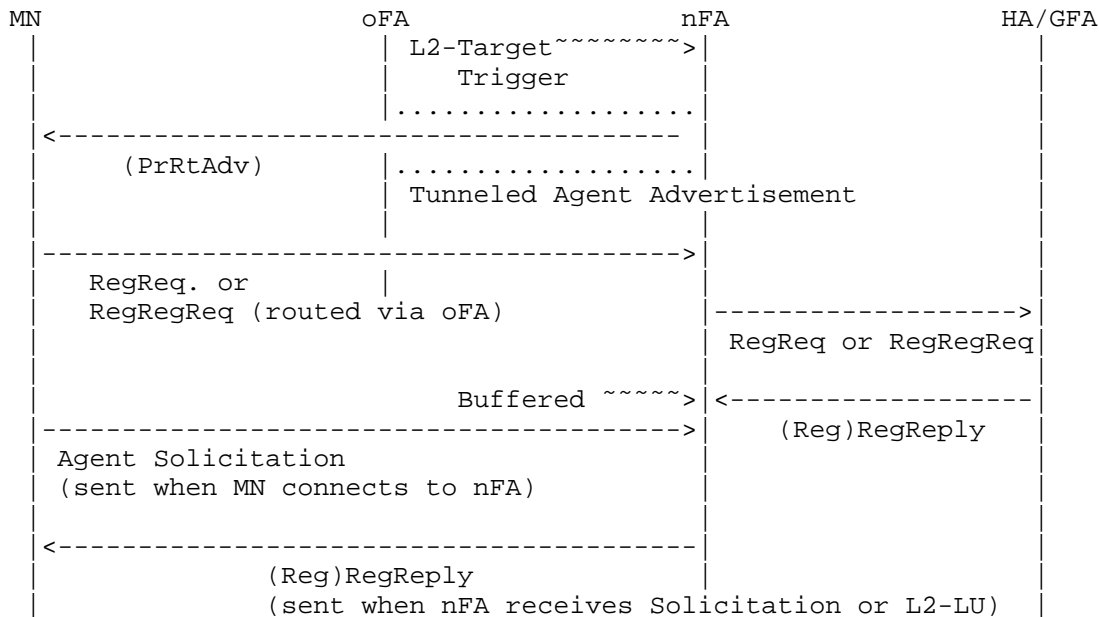 MN oFA nFA HA/GFA
L2-Target~~~~~~~~>
Trigger
...................
<---------------------------------------
(PrRtAdv) ...................
Tunneled Agent Advertisement
---------------------------------------->
RegReq. or
RegRegReq (routed via oFA) ------------------->
RegReq or RegRegReq
Buffered ~~~~~> <-------------------
----------------------------------------> (Reg)RegReply
Agent Solicitation
(sent when MN connects to nFA)
<----------------------------------------
(Reg)RegReply
(sent when nFA receives Solicitation or L2-LU)